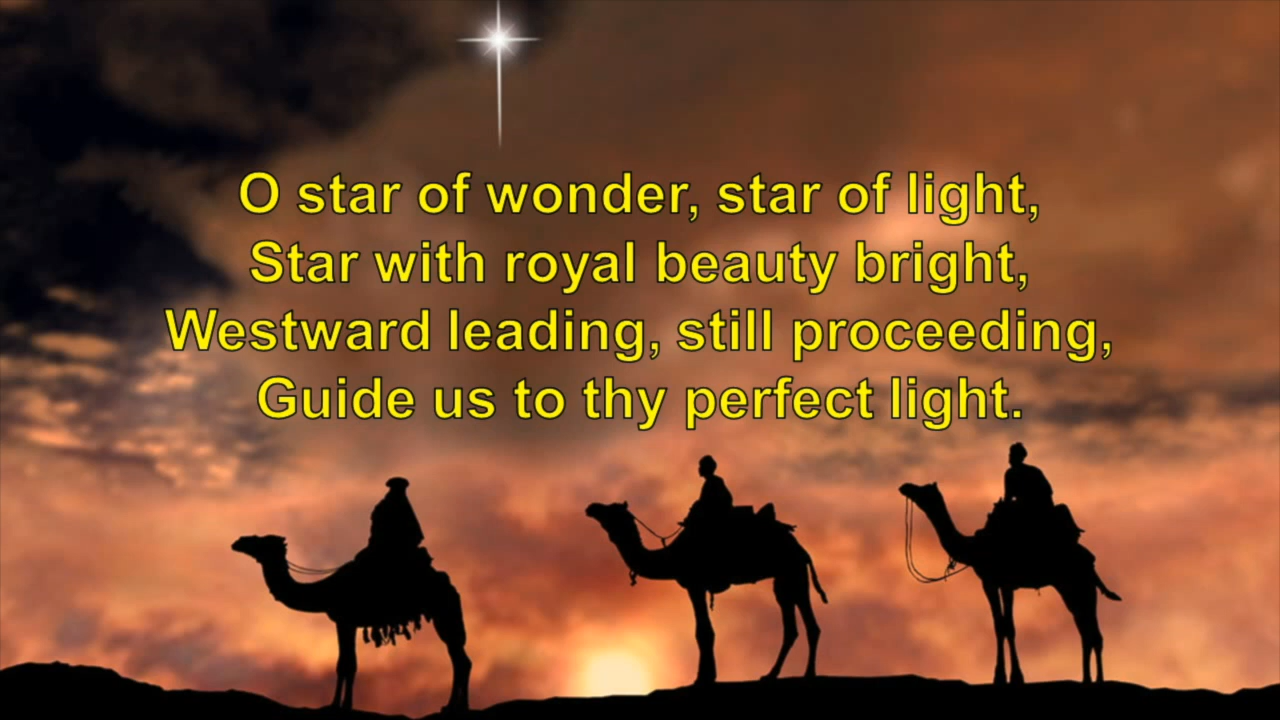 O star of wonder, star of light,
Star with royal beauty bright,
Westward leading, still proceeding,
Guide us to thy perfect light.